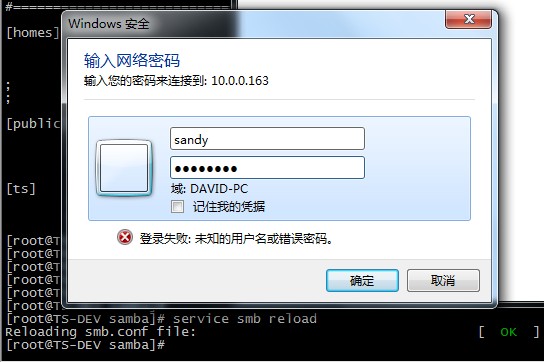 #==============================
[homes]
;
;
[public
[ts]
Windows 安全
输入网络密码
输入您的密码来连接到: 10.0.0.163
sandy
●●●●●●●●
域: DAVID-PC
记住我的凭据
登录失败: 未知的用户名或错误密码。
确定
取消
[root@T
[root@T
[root@T
[root@T
[root@T
[root@T
[root@TS-DEV samba]# service smb reload
Reloading smb.conf file: [ OK ]
[root@TS-DEV samba]#